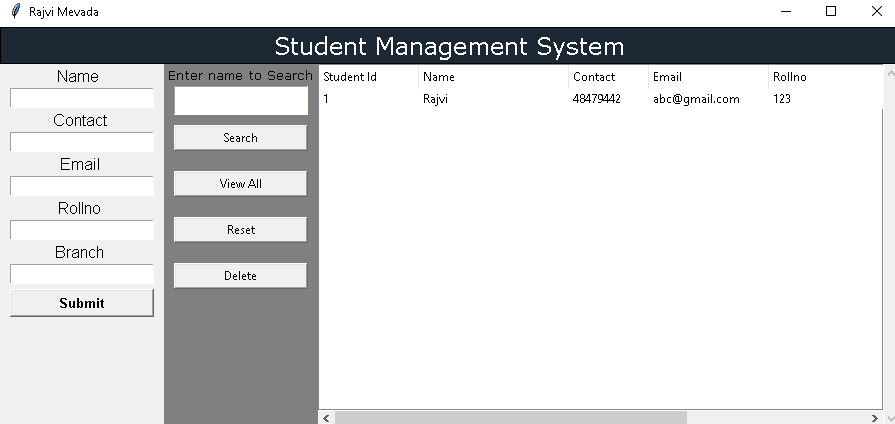 Rajvi Mevada
Student Management System
Name
Contact
Email
Rollno
Branch
Submit
Enter name to Search
Search
View All
Reset
Delete
Student Id Name Contact Email Rollno
1 Rajvi 48479442 abc@gmail.com 123